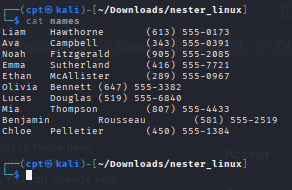 ┌──(cpt㉿kali)-[~/Downloads/nester_linux]
└─$ cat names
Liam    Hawthorne       (613) 555-0173
Ava     Campbell        (343) 555-0391
Noah    Fitzgerald      (905) 555-2085
Emma    Sutherland      (416) 555-7721
Ethan   McAllister      (289) 555-0967
Olivia  Bennett (647) 555-3382
Lucas   Douglas (519) 555-6840
Mia     Thompson        (807) 555-4433
Benjamin        Rousseau        (581) 555-2519
Chloe   Pelletier       (450) 555-1384
┌──(cpt㉿kali)-[~/Downloads/nester_linux]
└─$